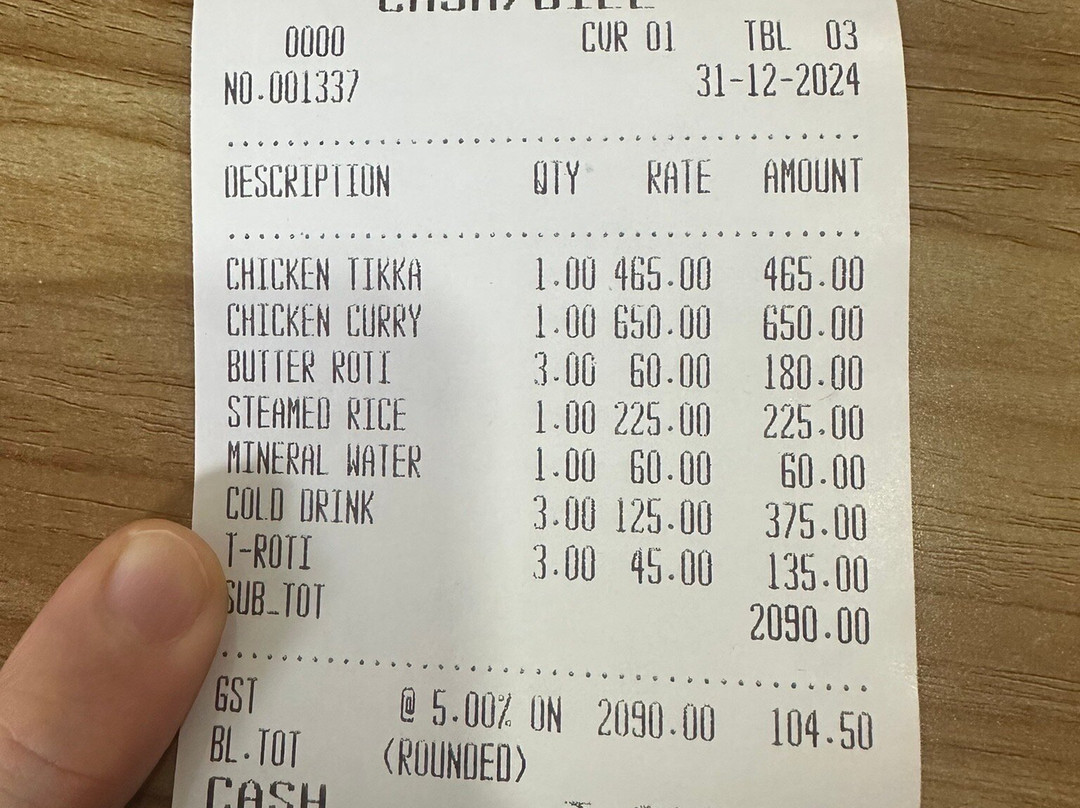 CASH/BILL
0000 CVR 01 TBL 03
NO.001337 31-12-2024
DESCRIPTION QTY RATE AMOUNT
CHICKEN TIKKA 1.00 465.00 465.00
CHICKEN CURRY 1.00 650.00 650.00
BUTTER ROTI 3.00 60.00 180.00
STEAMED RICE 1.00 225.00 225.00
MINERAL WATER 1.00 60.00 60.00
COLD DRINK 3.00 125.00 375.00
T-ROTI 3.00 45.00 135.00
SUB_TOT 2090.00
GST @ 5.00% ON 2090.00 104.50
BL.TOT (ROUNDED)
CASH